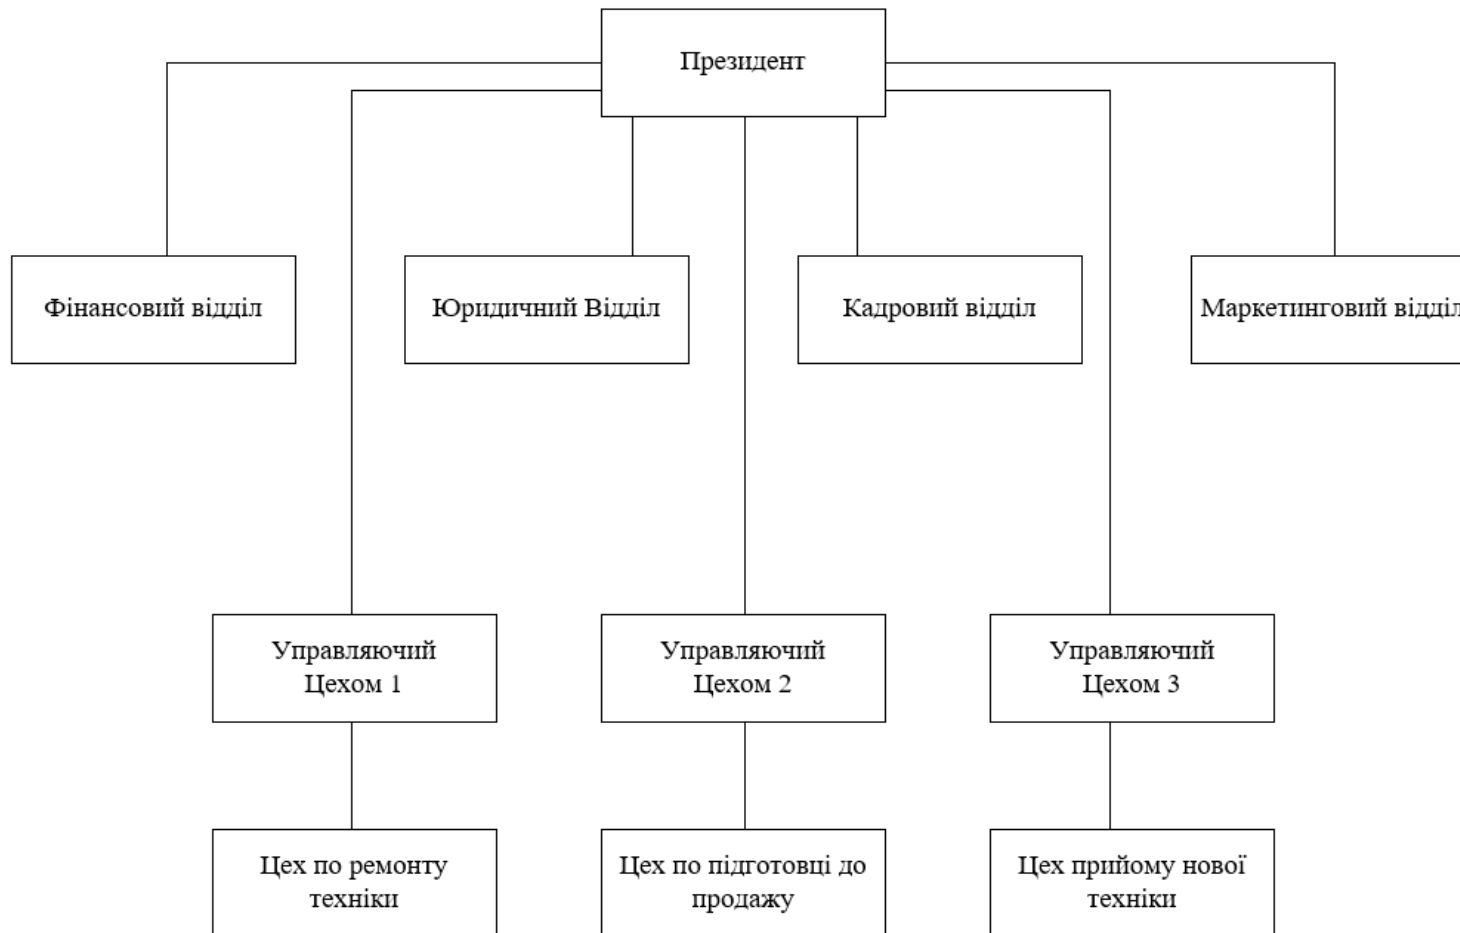 Президент
Фінансовий відділ
Юридичний Відділ
Кадровий відділ
Маркетинговий відділ
Управляючий
Цехом 1
Управляючий
Цехом 2
Управляючий
Цехом 3
Цех по ремонту
техніки
Цех по підготовці до
продажу
Цех прийому нової
техніки